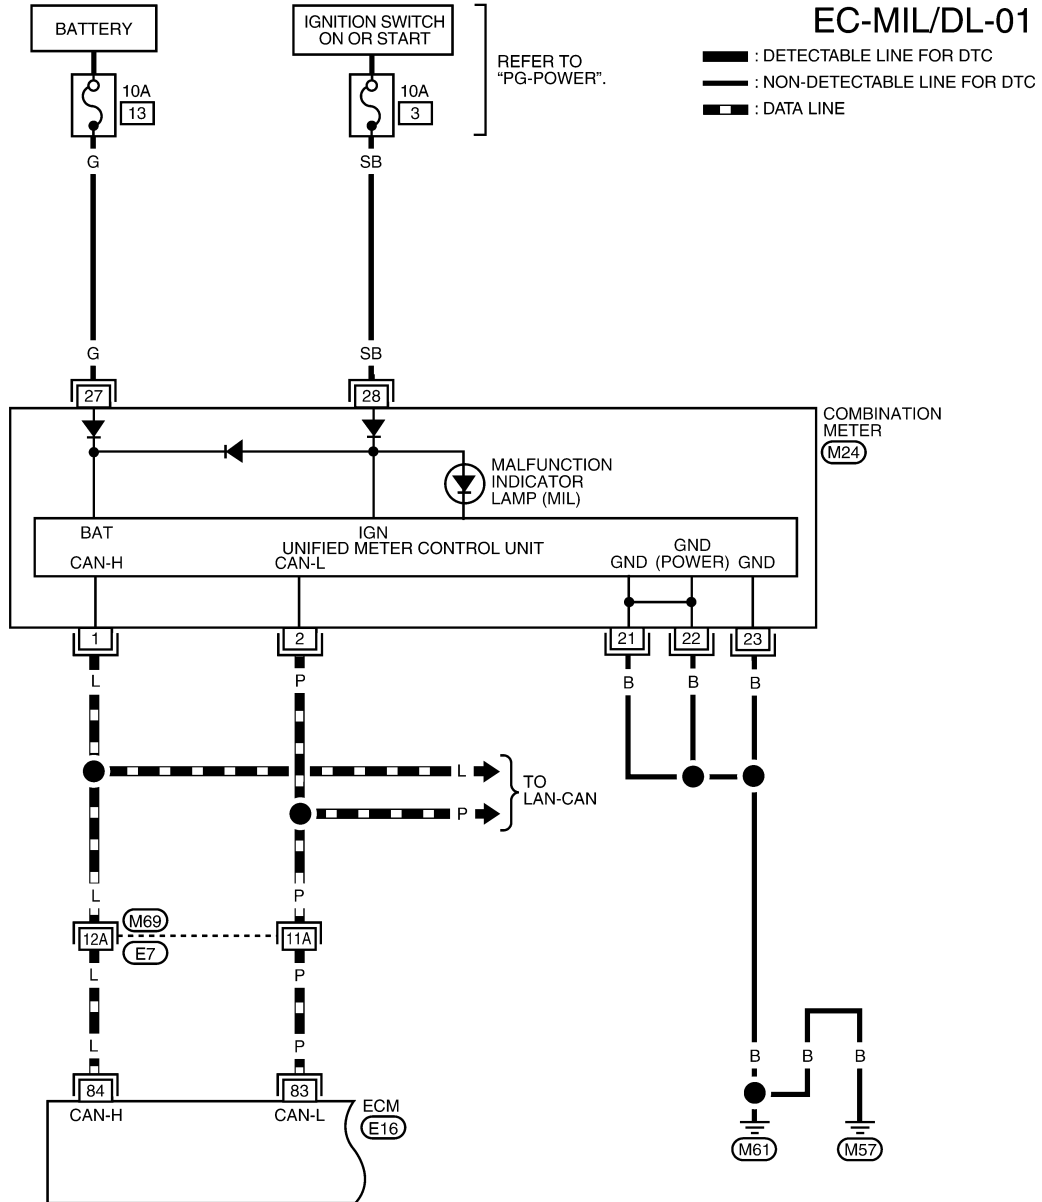 EC-MIL/DL-01
BATTERY
IGNITION SWITCH
ON OR START
REFER TO
“PG-POWER”.
: DETECTABLE LINE FOR DTC
: NON-DETECTABLE LINE FOR DTC
: DATA LINE
10A
13
10A
3
G
SB
G
SB
27
28
COMBINATION
METER
M24
MALFUNCTION
INDICATOR
LAMP (MIL)
BAT
IGN
UNIFIED METER CONTROL UNIT
CAN-H
CAN-L
GND
GND
(POWER)
GND
1
2
21
22
23
L
P
B
B
B
L
P
TO
LAN-CAN
L
P
M69
12A
11A
E7
L
P
L
P
B
B
B
84
83
CAN-H
CAN-L
ECM
E16
M61
M57